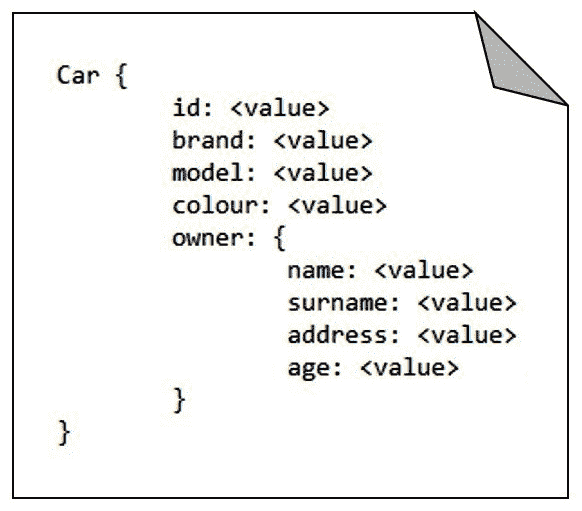 Car {
id: <value>
brand: <value>
model: <value>
colour: <value>
owner: {
name: <value>
surname: <value>
address: <value>
age: <value>
}
}